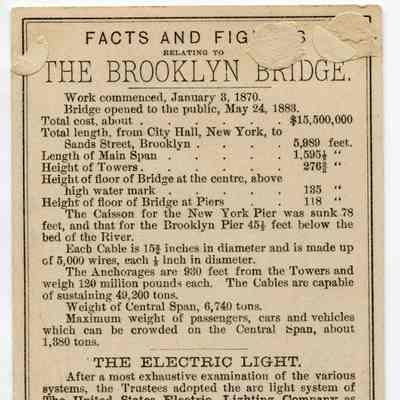 FACTS AND FIG S
RELATING TO
THE BROOKLYN BRIDGE.
Work commenced, January 3, 1870.
Bridge opened to the public, May 24, 1883.
Total cost, about . . . . . . $15,500,000
Total length, from City Hall, New York, to
Sands Street, Brooklyn . . . . . 5,989 feet.
Length of Main Span . . . . . 1,595½ "
Height of Towers . . . . . . "
Height of floor of Bridge at the centre, above
high water mark . . . . . 135 "
Height of floor of Bridge at Piers . . . 118 "
The Caisson for the New York Pier was sunk 78
feet, and that for the Brooklyn Pier 45½ feet below the
bed of the River.
Each Cable is 15¾ inches in diameter and is made up
of 5,000 wires, each ⅛ inch in diameter.
The Anchorages are 930 feet from the Towers and
weigh 120 million pounds each. The Cables are capable
of sustaining 49,200 tons.
Weight of Central Span, 6,740 tons.
Maximum weight of passengers, cars and vehicles
which can be crowded on the Central Span, about
1,380 tons.
THE ELECTRIC LIGHT.
After a most exhaustive examination of the various
systems, the Trustees adopted the arc light system of
The United States Electric Lighting Company as